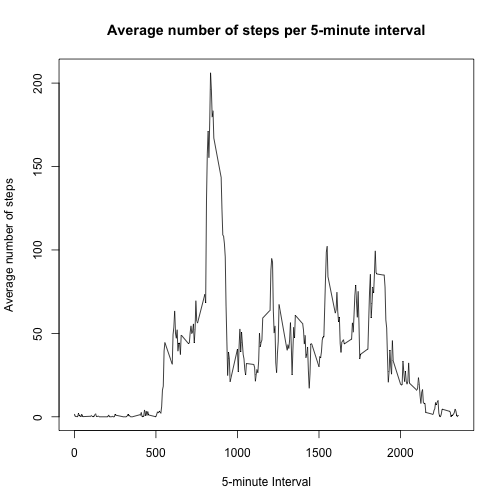 Average number of steps per 5-minute interval
Average number of steps
200
150
100
50
0
0 500 1000 1500 2000
5-minute Interval